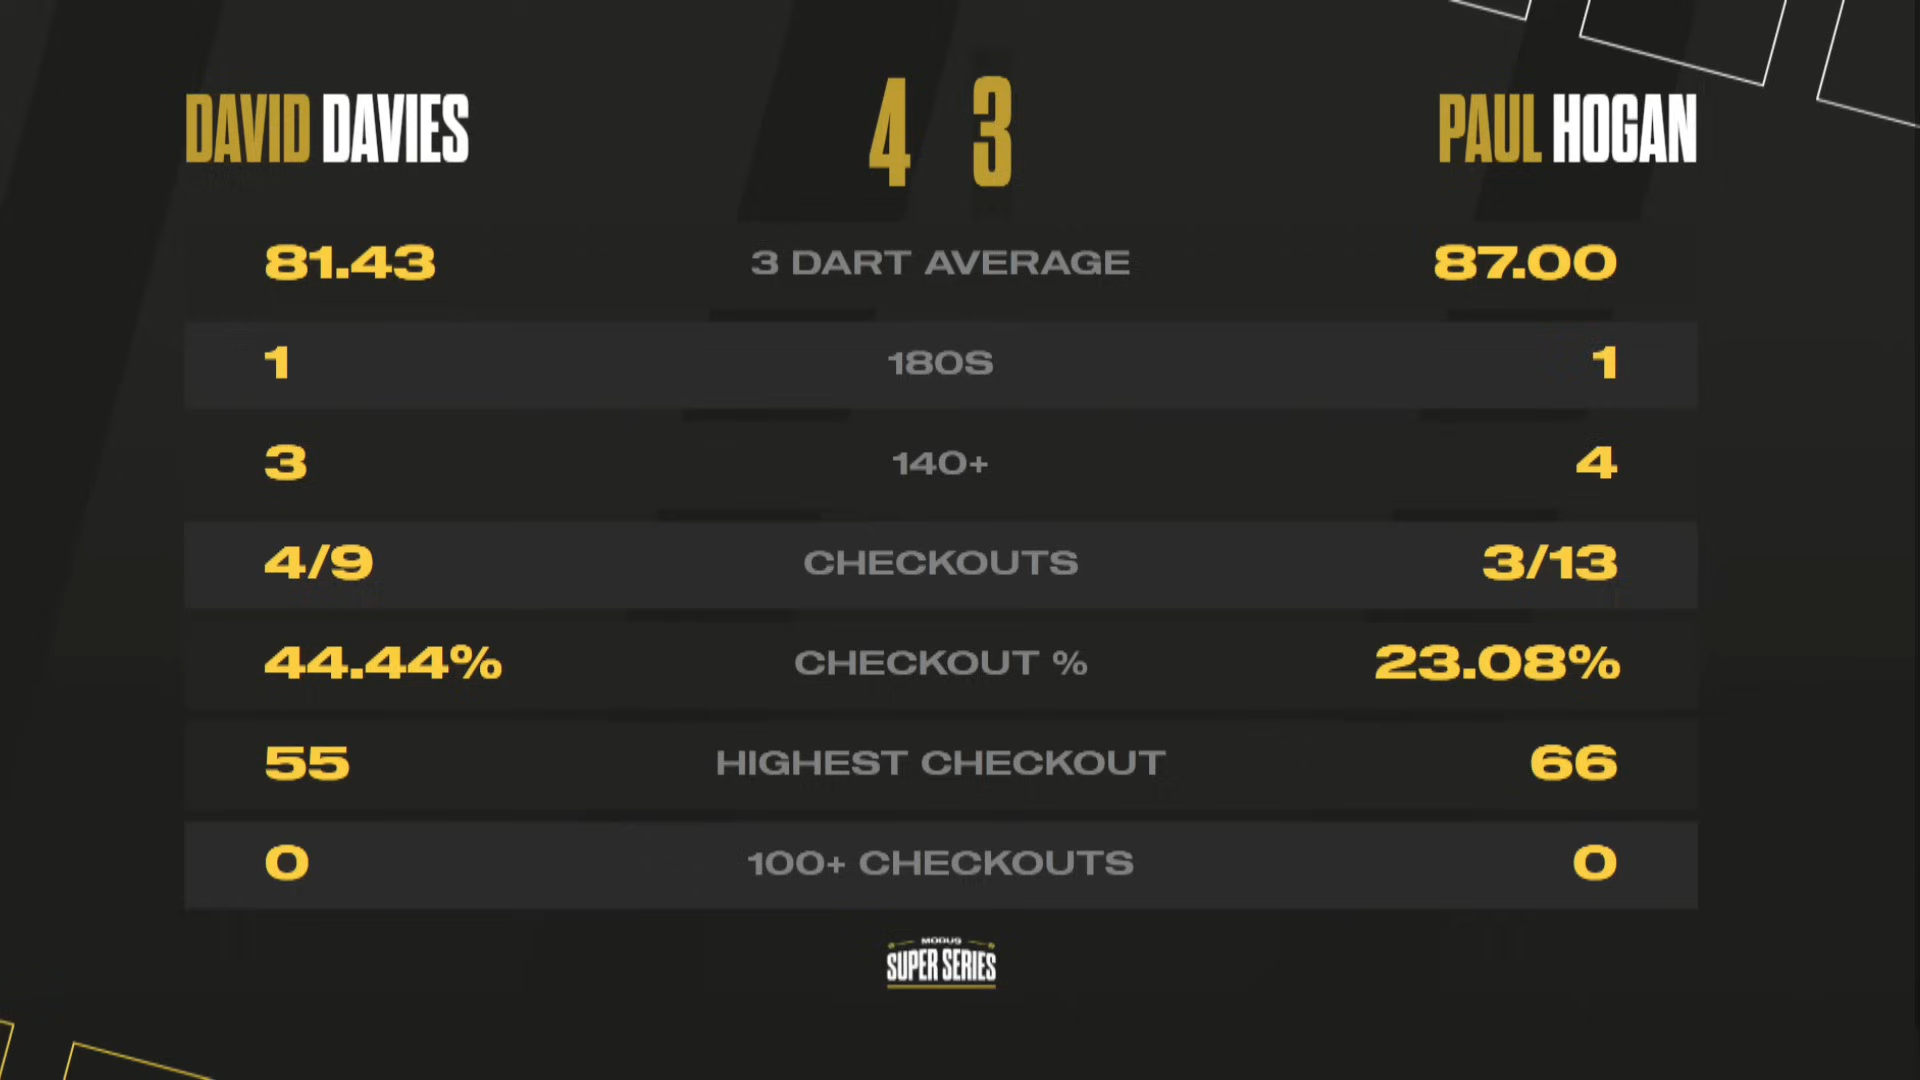 DAVID DAVIES 4 3 PAUL HOGAN
81.43 3 DART AVERAGE 87.00
1 180S 1
3 140+ 4
4/9 CHECKOUTS 3/13
44.44% CHECKOUT % 23.08%
55 HIGHEST CHECKOUT 66
0 100+ CHECKOUTS 0
MODUS
SUPER SERIES